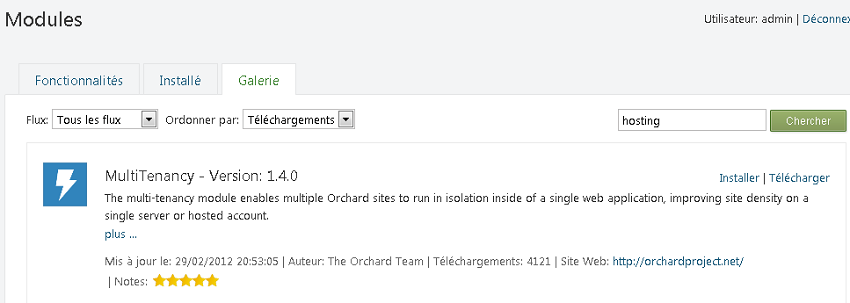 Modules
Utilisateur: admin | Déconnex
Fonctionnalités Installé Galerie
Flux: Tous les flux Ordonner par: Téléchargements hosting Chercher
MultiTenancy - Version: 1.4.0
Installer | Télécharger
The multi-tenancy module enables multiple Orchard sites to run in isolation inside of a single web application, improving site density on a
single server or hosted account.
plus ...
Mis à jour le: 29/02/2012 20:53:05 | Auteur: The Orchard Team | Téléchargements: 4121 | Site Web: http://orchardproject.net/
| Notes: